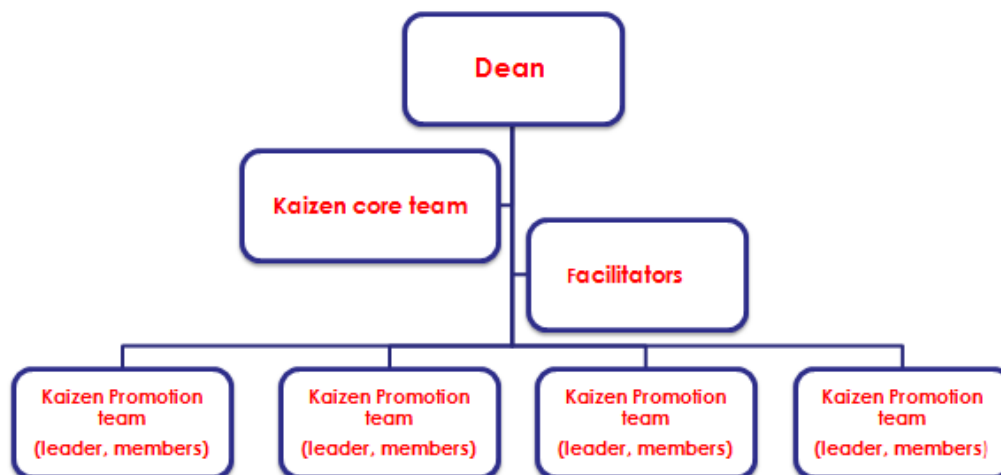 Dean
Kaizen core team
Facilitators
Kaizen Promotion
team
(leader, members)
Kaizen Promotion
team
(leader, members)
Kaizen Promotion
team
(leader, members)
Kaizen Promotion
team
(leader, members)